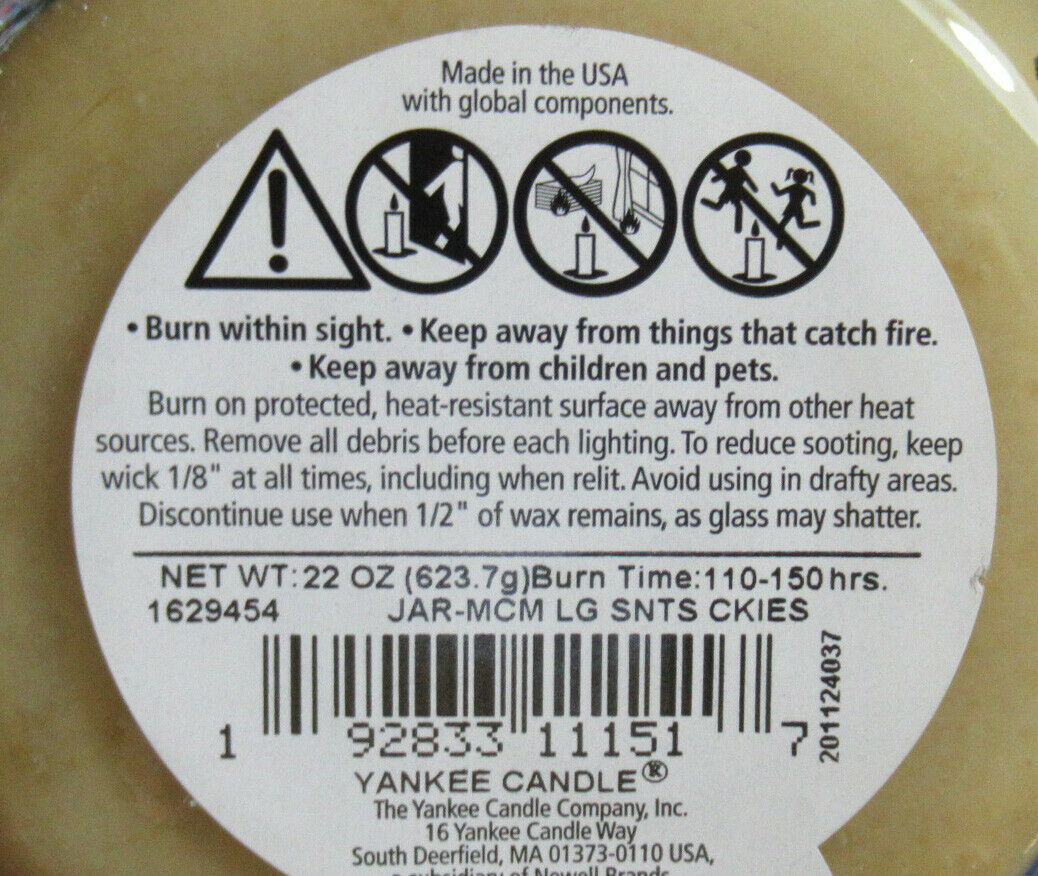 Made in the USA
with global components.
• Burn within sight. • Keep away from things that catch fire.
• Keep away from children and pets.
Burn on protected, heat-resistant surface away from other heat
sources. Remove all debris before each lighting. To reduce sooting, keep
wick 1/8" at all times, including when relit. Avoid using in drafty areas.
Discontinue use when 1/2" of wax remains, as glass may shatter.
NET WT:22 OZ (623.7g)Burn Time:110-150hrs.
1629454 JAR-MCM LG SNTS CKIES
201124037
1 92833 11151 7
YANKEE CANDLE®
The Yankee Candle Company, Inc.
16 Yankee Candle Way
South Deerfield, MA 01373-0110 USA,
a subsidiary of Newell Brands